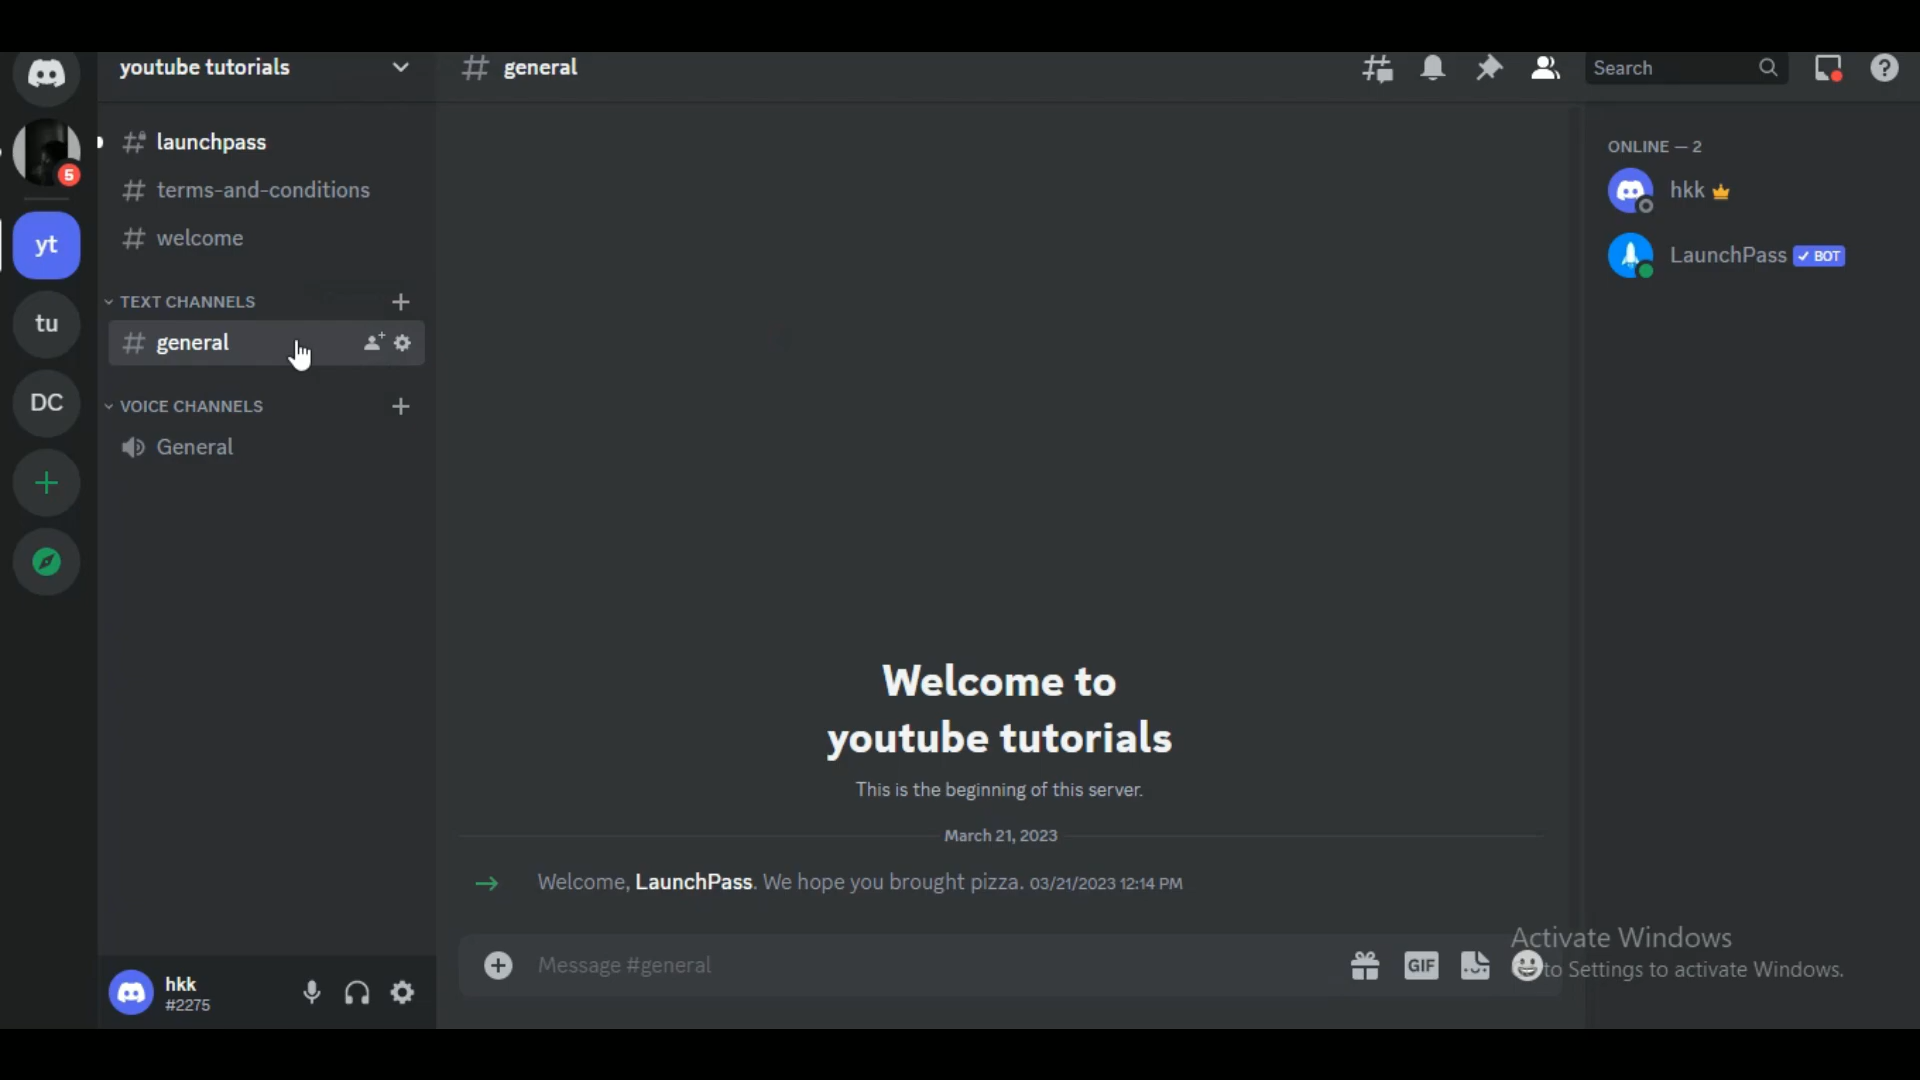 youtube tutorials
general
Search
5
yt
tu
DC
launchpass
terms-and-conditions
welcome
TEXT CHANNELS
general
VOICE CHANNELS
General
hkk
#2275
Welcome to
youtube tutorials
This is the beginning of this server.
March 21, 2023
Welcome, LaunchPass. We hope you brought pizza. 03/21/2023 12:14 PM
Message #general
GIF
ONLINE — 2
hkk
LaunchPass BOT
Activate Windows
to Settings to activate Windows.